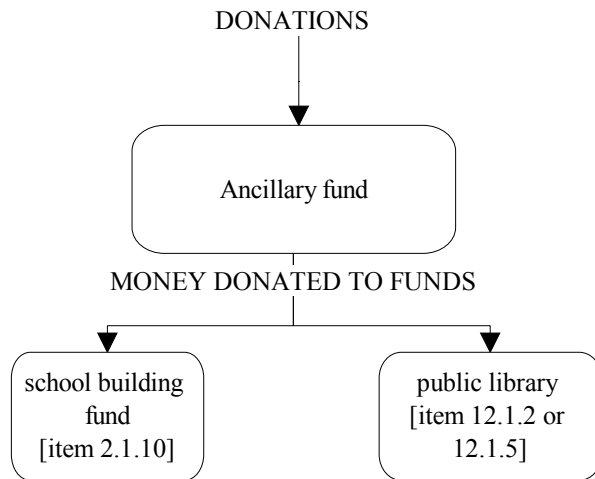 DONATIONS
Ancillary fund
MONEY DONATED TO FUNDS
school building
fund
[item 2.1.10]
public library
[item 12.1.2 or
12.1.5]